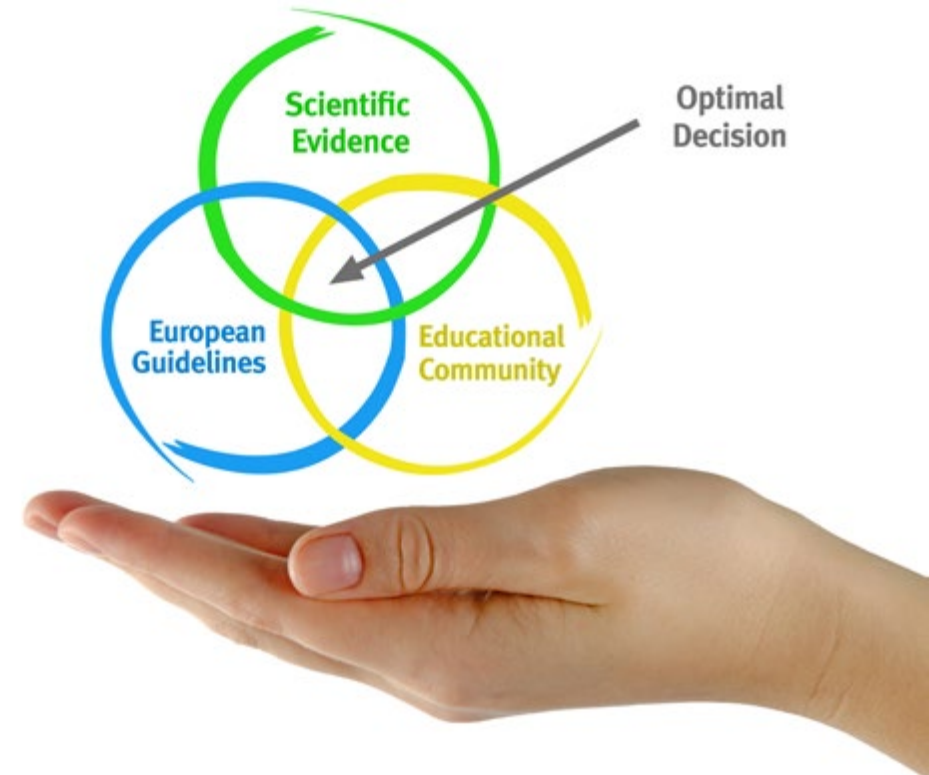 Scientific
Evidence
Optimal
Decision
European
Guidelines
Educational
Community